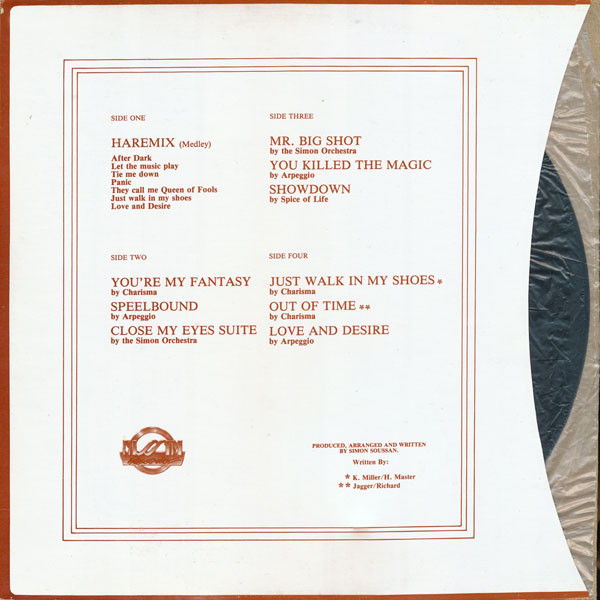 SIDE ONE
HAREMIX (Medley)
After Dark
Let the music play
Tie me down
Panic
They call me Queen of Fools
Just walk in my shoes
Love and Desire
SIDE TWO
YOU'RE MY FANTASY
by Charisma
SPEELBOUND
by Arpeggio
CLOSE MY EYES SUITE
by the Simon Orchestra
SIDE THREE
MR. BIG SHOT
by the Simon Orchestra
YOU KILLED THE MAGIC
by Arpeggio
SHOWDOWN
by Spice of Life
SIDE FOUR
JUST WALK IN MY SHOES *
by Charisma
OUT OF TIME **
by Charisma
LOVE AND DESIRE
by Arpeggio
PRODUCED, ARRANGED AND WRITTEN
BY SIMON SOUSSAN.
Written By:
* K. Miller/H. Master
** Jagger/Richard